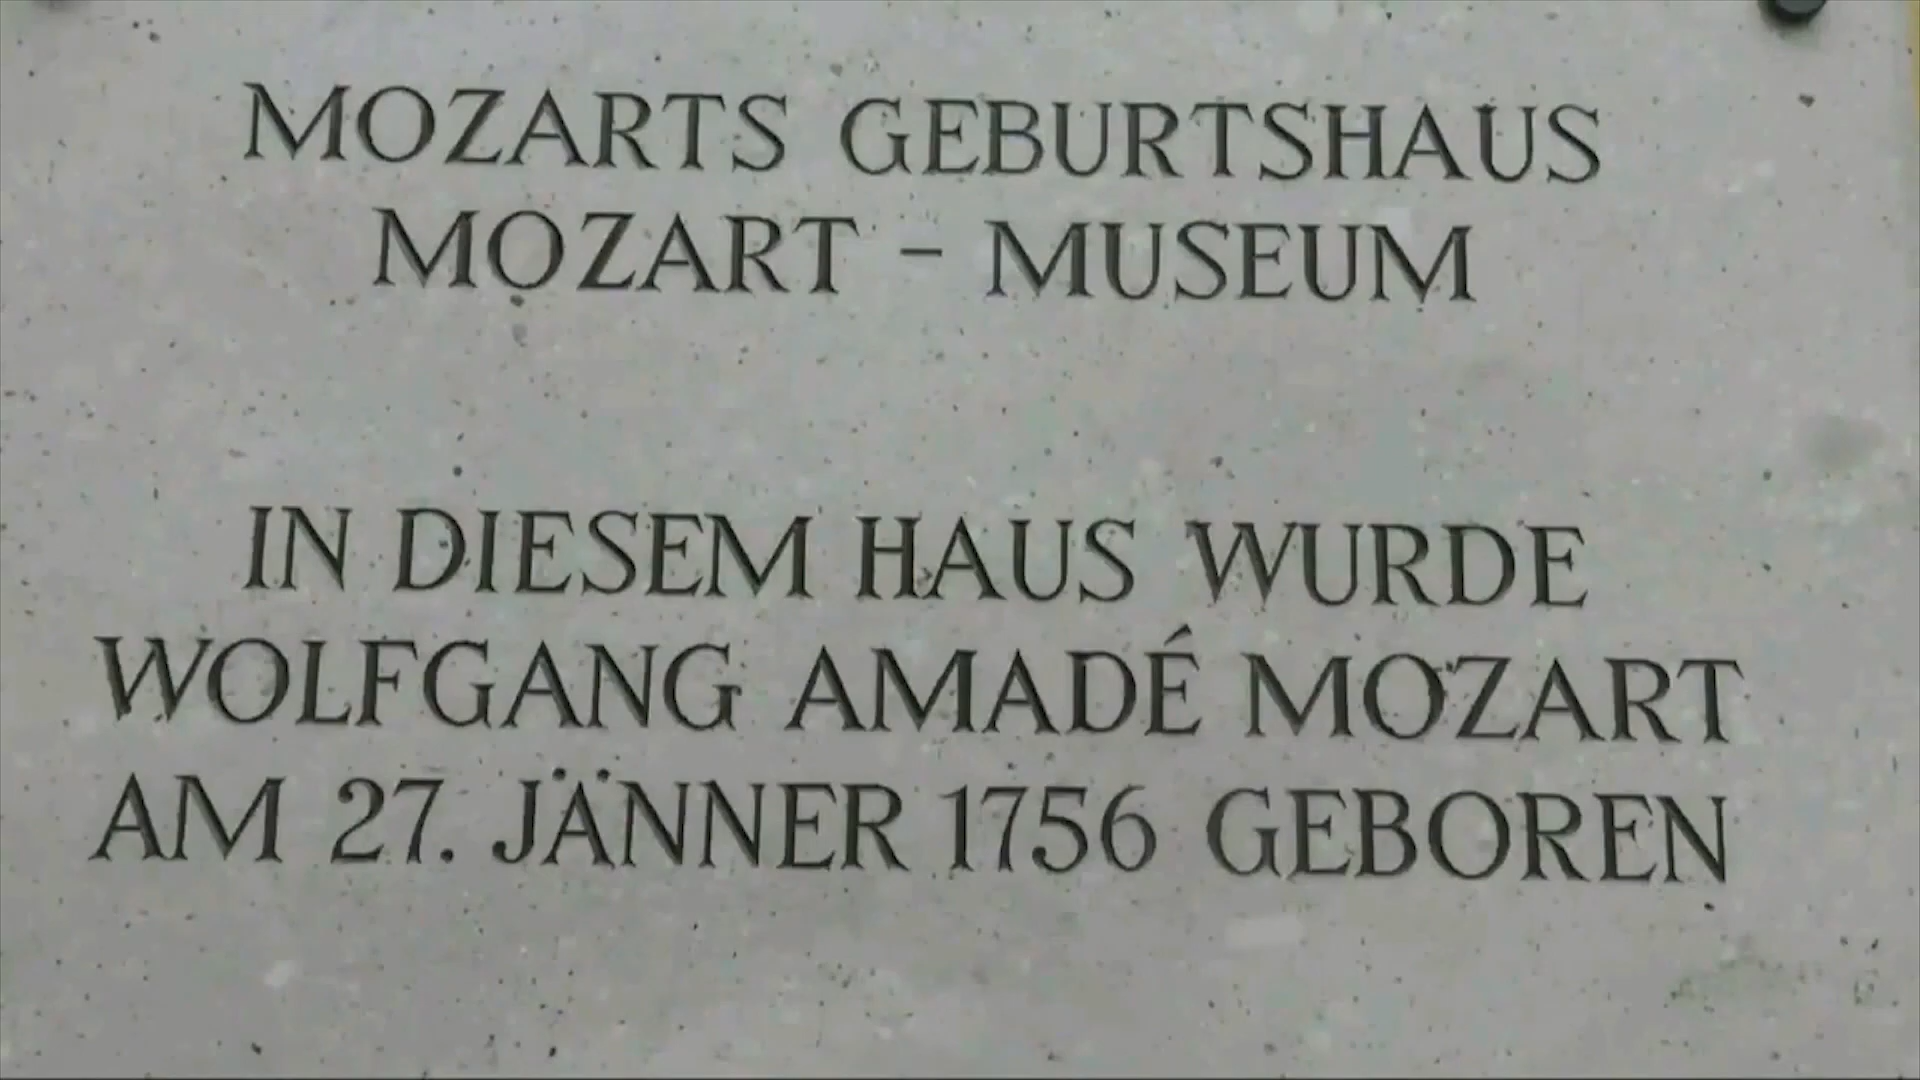 MOZARTS GEBURTSHAUS
MOZART - MUSEUM
IN DIESEM HAUS WURDE
WOLFGANG AMADÉ MOZART
AM 27. JÄNNER 1756 GEBOREN